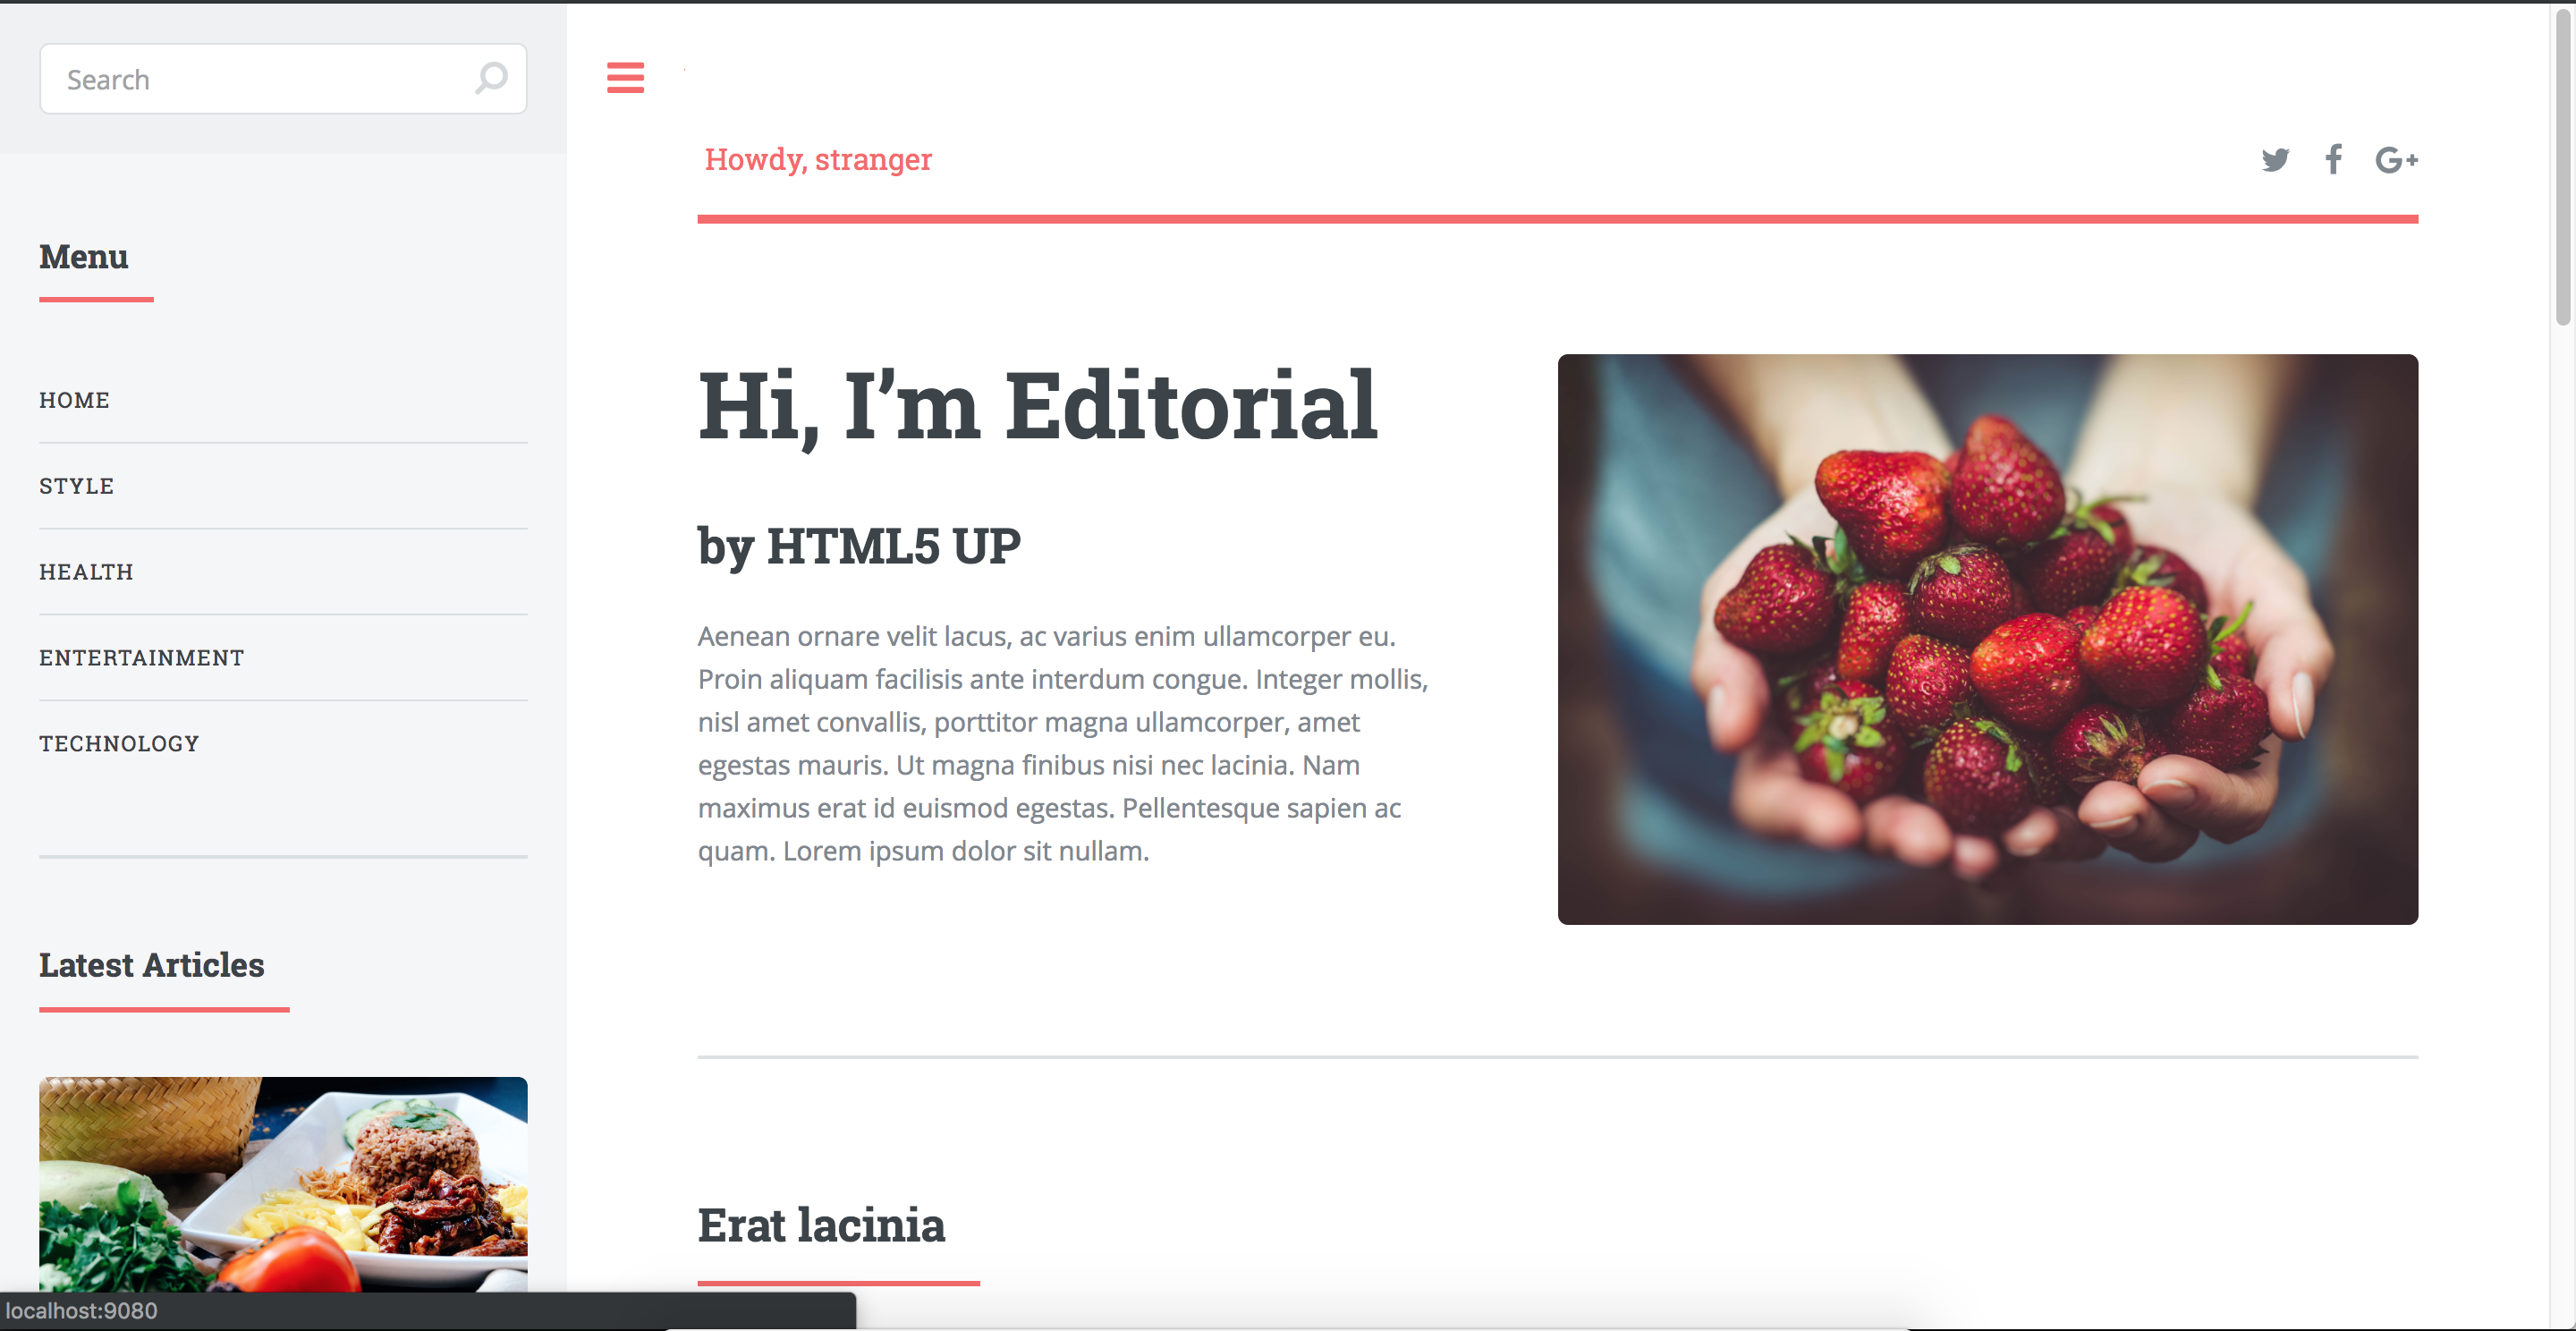 Search
Menu
HOME
STYLE
HEALTH
ENTERTAINMENT
TECHNOLOGY
Latest Articles
Howdy, stranger
Hi, I’m Editorial
by HTML5 UP
Aenean ornare velit lacus, ac varius enim ullamcorper eu.
Proin aliquam facilisis ante interdum congue. Integer mollis,
nisl amet convallis, porttitor magna ullamcorper, amet
egestas mauris. Ut magna finibus nisi nec lacinia. Nam
maximus erat id euismod egestas. Pellentesque sapien ac
quam. Lorem ipsum dolor sit nullam.
Erat lacinia
localhost:9080